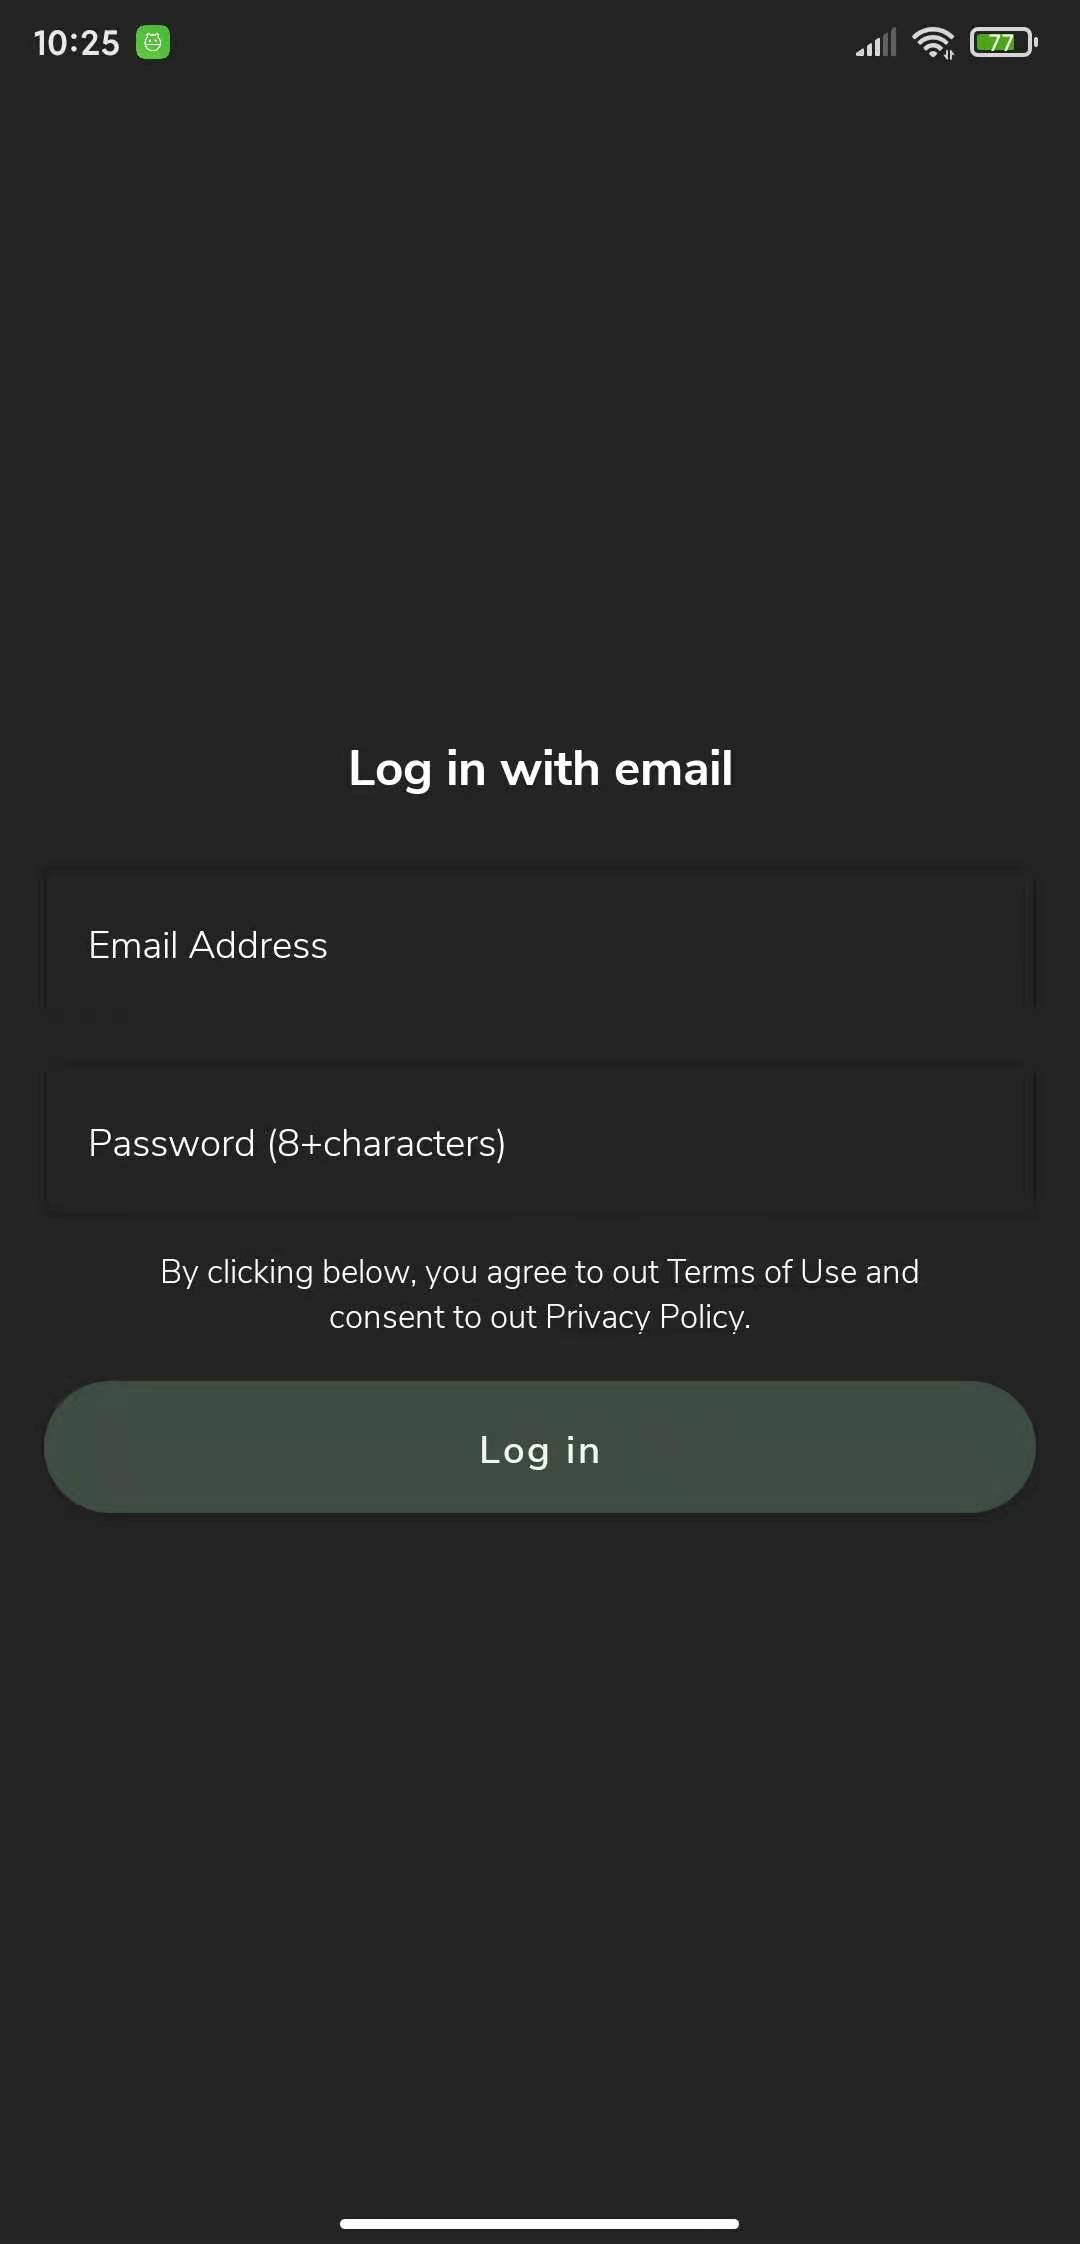 10:25
77
Log in with email
Email Address
Password (8+characters)
By clicking below, you agree to out Terms of Use and
consent to out Privacy Policy.
Log in